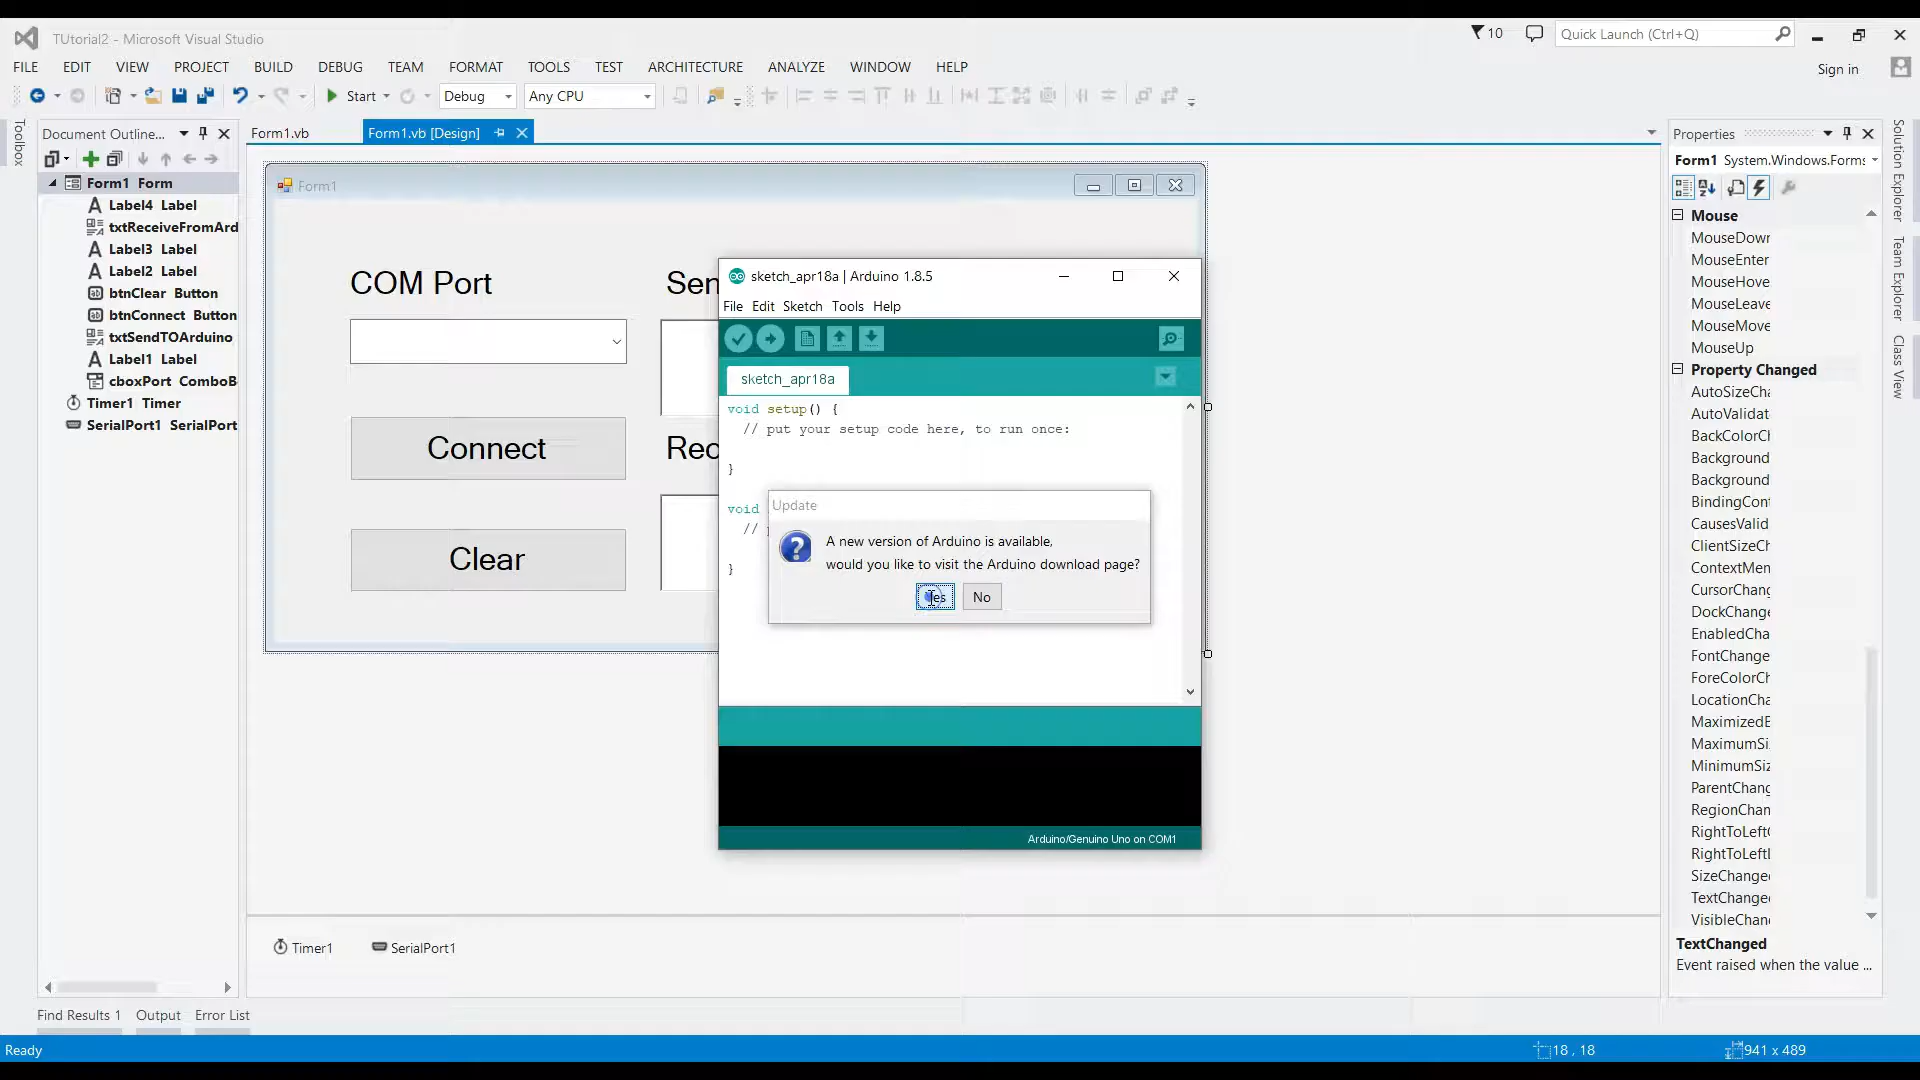 TUtorial2 - Microsoft Visual Studio
10
Quick Launch (Ctrl+Q)
FILE EDIT VIEW PROJECT BUILD DEBUG TEAM FORMAT TOOLS TEST ARCHITECTURE ANALYZE WINDOW HELP
Sign in
Start Debug Any CPU
Toolbox
Document Outline...
Form1 Form
Label4 Label
txtReceiveFromArd
Label3 Label
Label2 Label
btnClear Button
btnConnect Button
txtSendTOArduino
Label1 Label
cboxPort ComboB
Timer1 Timer
SerialPort1 SerialPort
Form1.vb
Form1.vb [Design]
Form1
COM Port
Sen
Connect
Rec
Clear
sketch_apr18a | Arduino 1.8.5
File Edit Sketch Tools Help
sketch_apr18a
void setup() {
// put your setup code here, to run once:
}
void
//
}
Update
A new version of Arduino is available,
would you like to visit the Arduino download page?
Yes No
Arduino/Genuino Uno on COM1
Timer1 SerialPort1
Properties
Form1 System.Windows.Forms
Mouse
MouseDown
MouseEnter
MouseHove
MouseLeave
MouseMove
MouseUp
Property Changed
AutoSizeCha
AutoValidat
BackColorCh
Background
Background
BindingCont
CausesValid
ClientSizeCh
ContextMen
CursorChang
DockChange
EnabledCha
FontChange
ForeColorCh
LocationCha
MaximizedB
MaximumSi
MinimumSiz
ParentChang
RegionChan
RightToLeft
RightToLeftL
SizeChanged
TextChanged
VisibleChan
TextChanged
Event raised when the value ...
Solution Explorer
Team Explorer
Class View
Find Results 1 Output Error List
Ready
18 , 18
941 x 489